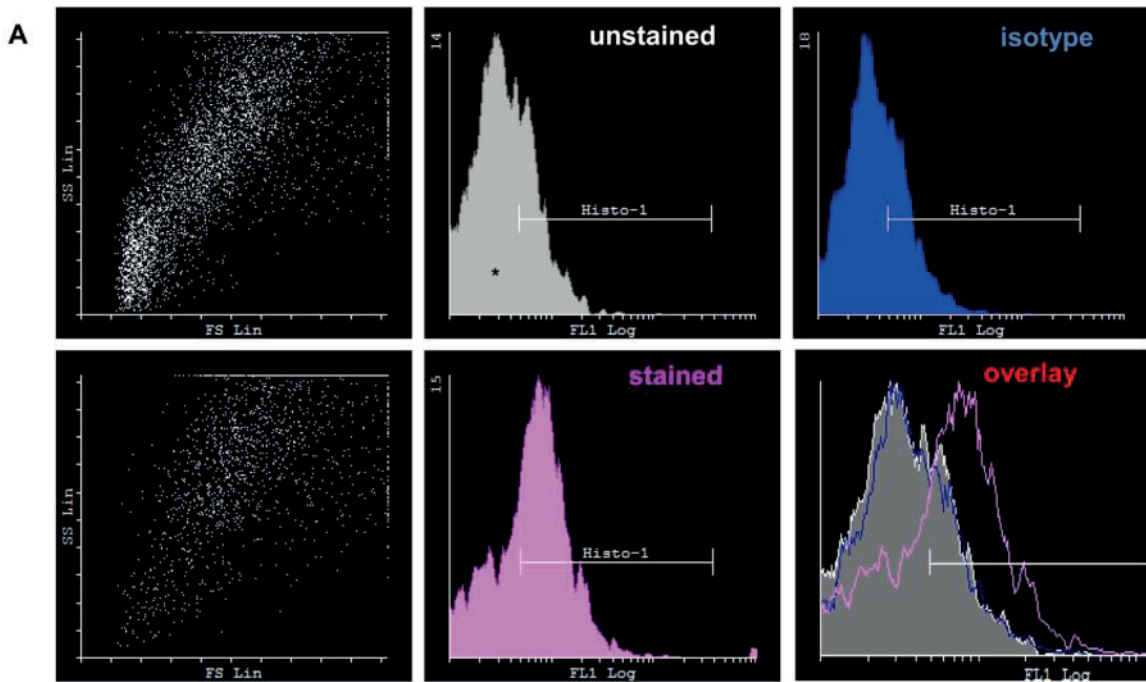 A
SS Lin
FS Lin
14
unstained
Histo-1
*
FL1 Log
18
isotype
Histo-1
FL1 Log
SS Lin
FS Lin
15
stained
Histo-1
FL1 Log
overlay
FL1 Log